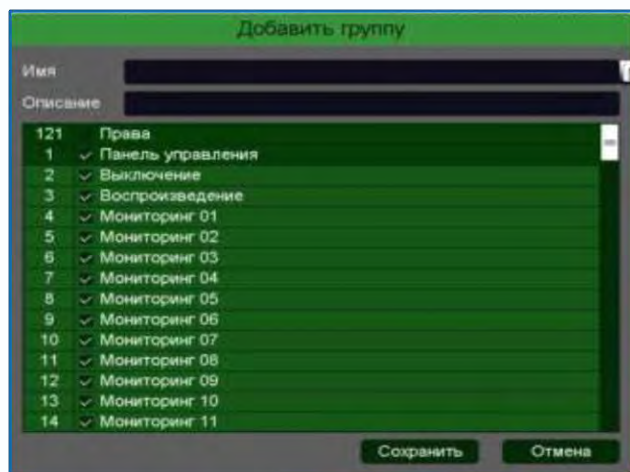 Добавить группу
Имя
Описание
121 Права
1 Панель управления
2 Выключение
3 Воспроизведение
4 Мониторинг 01
5 Мониторинг 02
6 Мониторинг 03
7 Мониторинг 04
8 Мониторинг 05
9 Мониторинг 06
10 Мониторинг 07
11 Мониторинг 08
12 Мониторинг 09
13 Мониторинг 10
14 Мониторинг 11
Сохранить Отмена